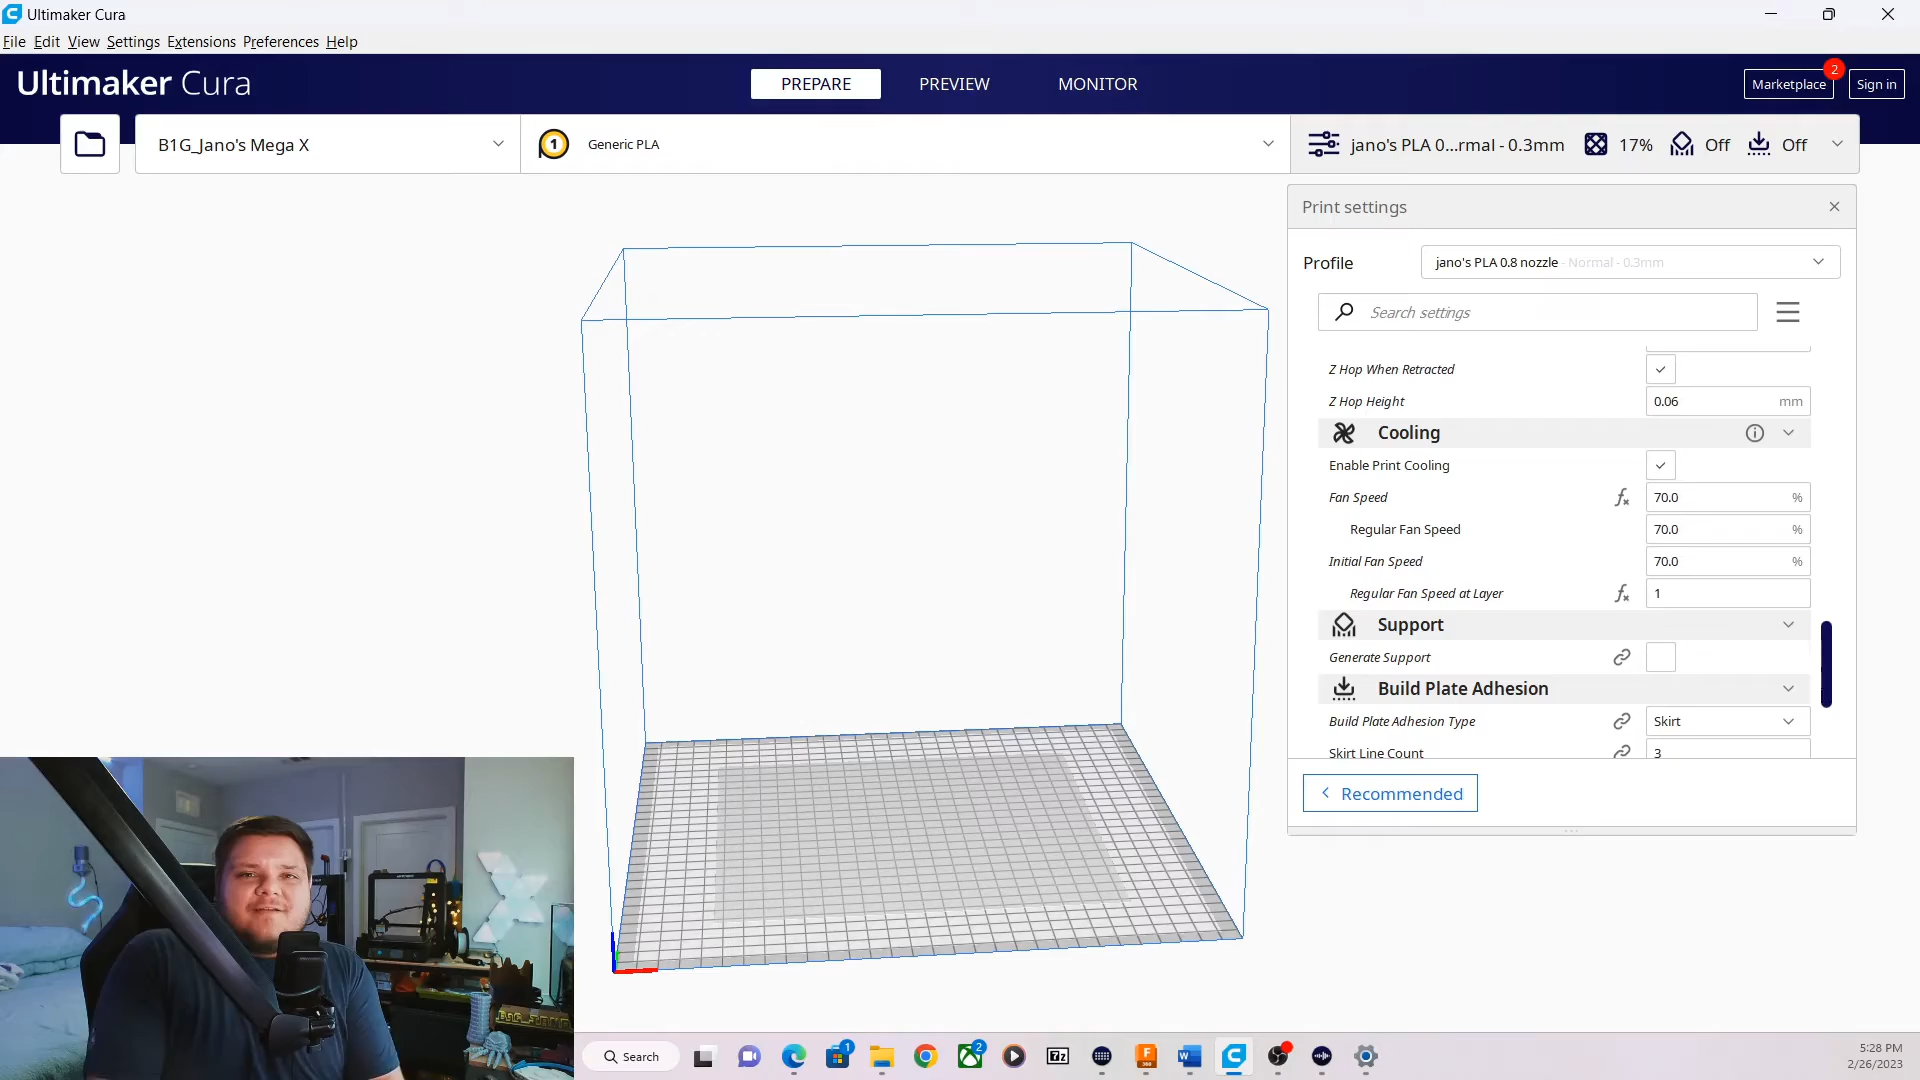 Ultimaker Cura
File Edit View Settings Extensions Preferences Help
Ultimaker Cura
PREPARE
PREVIEW
MONITOR
Marketplace
2
Sign in
B1G_Jano's Mega X
1
Generic PLA
jano's PLA 0...rmal - 0.3mm
17%
Off
Off
Print settings
Profile
jano's PLA 0.8 nozzle - Normal - 0.3mm
Search settings
Z Hop When Retracted
Z Hop Height 0.06 mm
Cooling
Enable Print Cooling
Fan Speed 70.0 %
Regular Fan Speed 70.0 %
Initial Fan Speed 70.0 %
Regular Fan Speed at Layer 1
Support
Generate Support
Build Plate Adhesion
Build Plate Adhesion Type Skirt
Skirt Line Count 3
Recommended
Search
1
2
7z
F
360
W
5:28 PM
2/26/2023